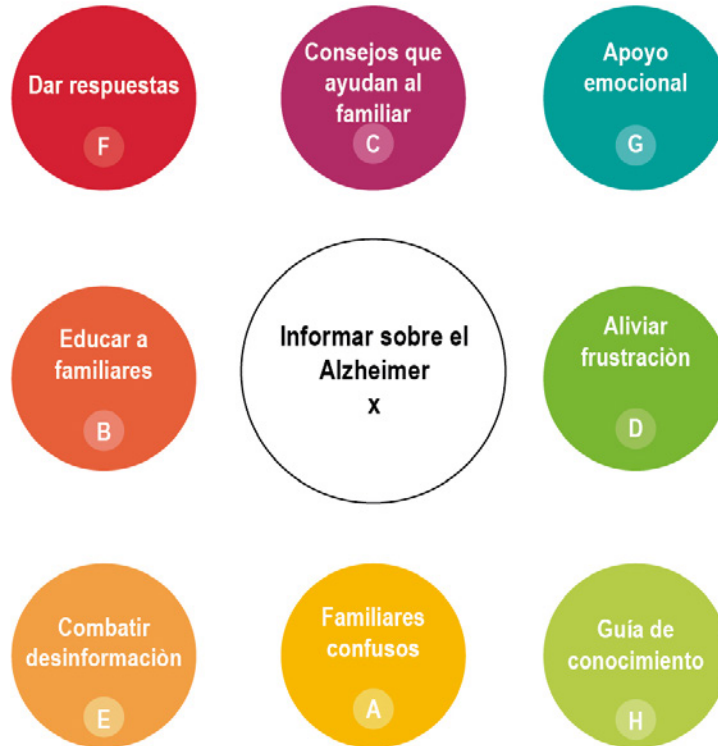 Dar respuestas
F
Consejos que
ayudan al
familiar
C
Apoyo
emocional
G
Educar a
familiares
B
Informar sobre el
Alzheimer
x
Aliviar
frustraciòn
D
Combatir
desinformaciòn
E
Familiares
confusos
A
Guía de
conocimiento
H